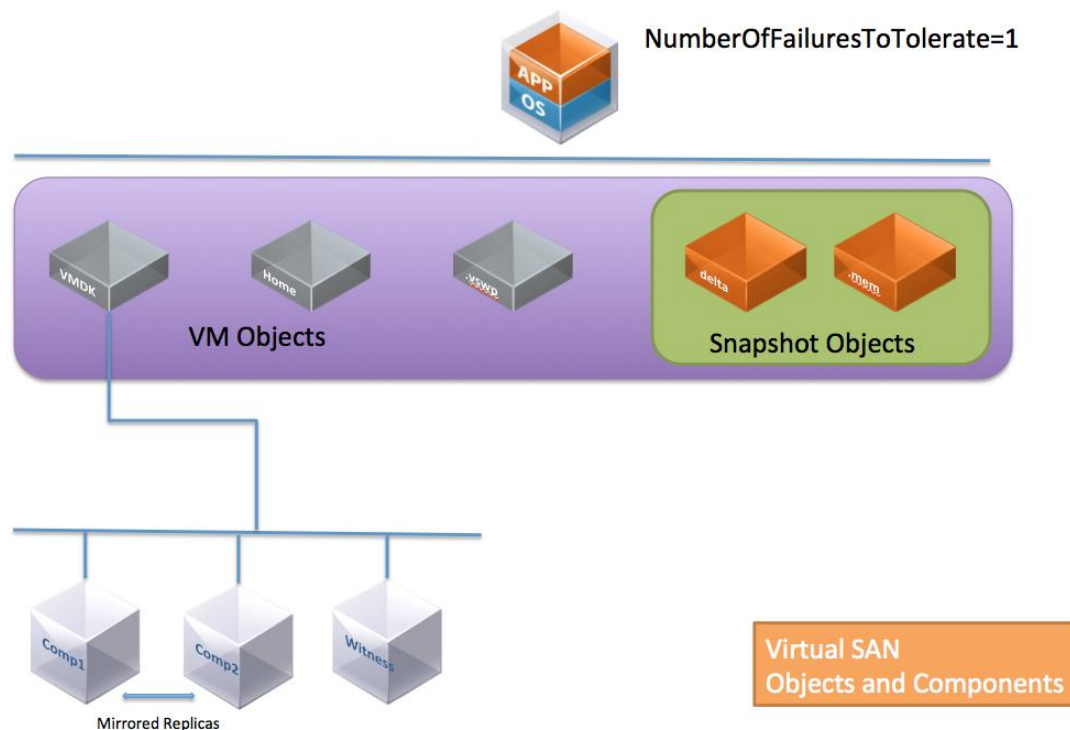 NumberOfFailuresToTolerate=1
APP
OS
VMDK
Home
.vswp
delta
.mem
VM Objects
Snapshot Objects
Comp1
Comp2
Witness
Mirrored Replicas
Virtual SAN
Objects and Components